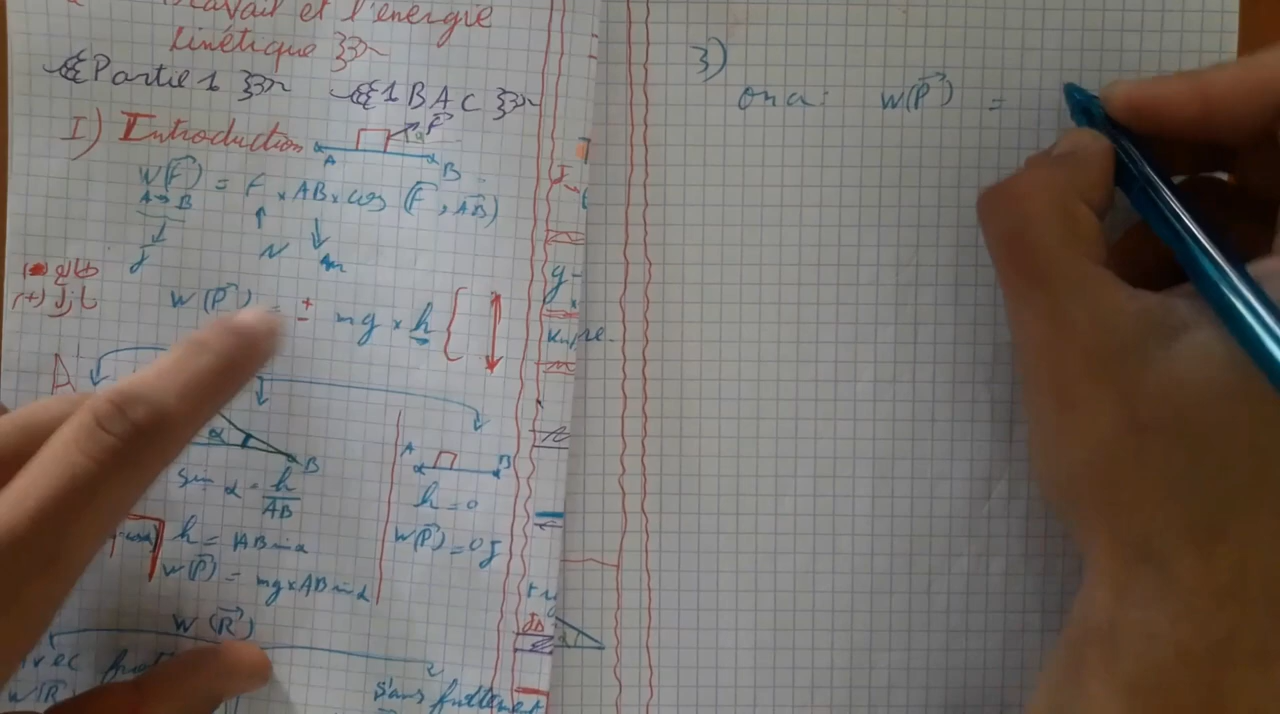 travail et l'énergie
kinétique
Partie 1 1 BAC
I) Introduction
F
A B
W(F) = F × AB × cos (F, AB)
A→B
J N m
W(P) = ± mg × h
A
α B
sin α = h/AB
h = AB sin α
W(P) = mg × AB sin α
A B
h = 0
W(P) = 0 J
W(R)
Avec
W(R)
Sans frottement
3)
On a : W(P) =